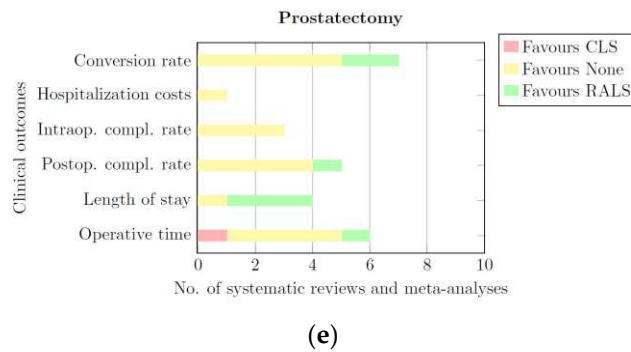 Prostatectomy
Favours CLS
Favours None
Favours RALS
Clinical outcomes
Conversion rate
Hospitalization costs
Intraop. compl. rate
Postop. compl. rate
Length of stay
Operative time
0 2 4 6 8 10
No. of systematic reviews and meta-analyses
(e)